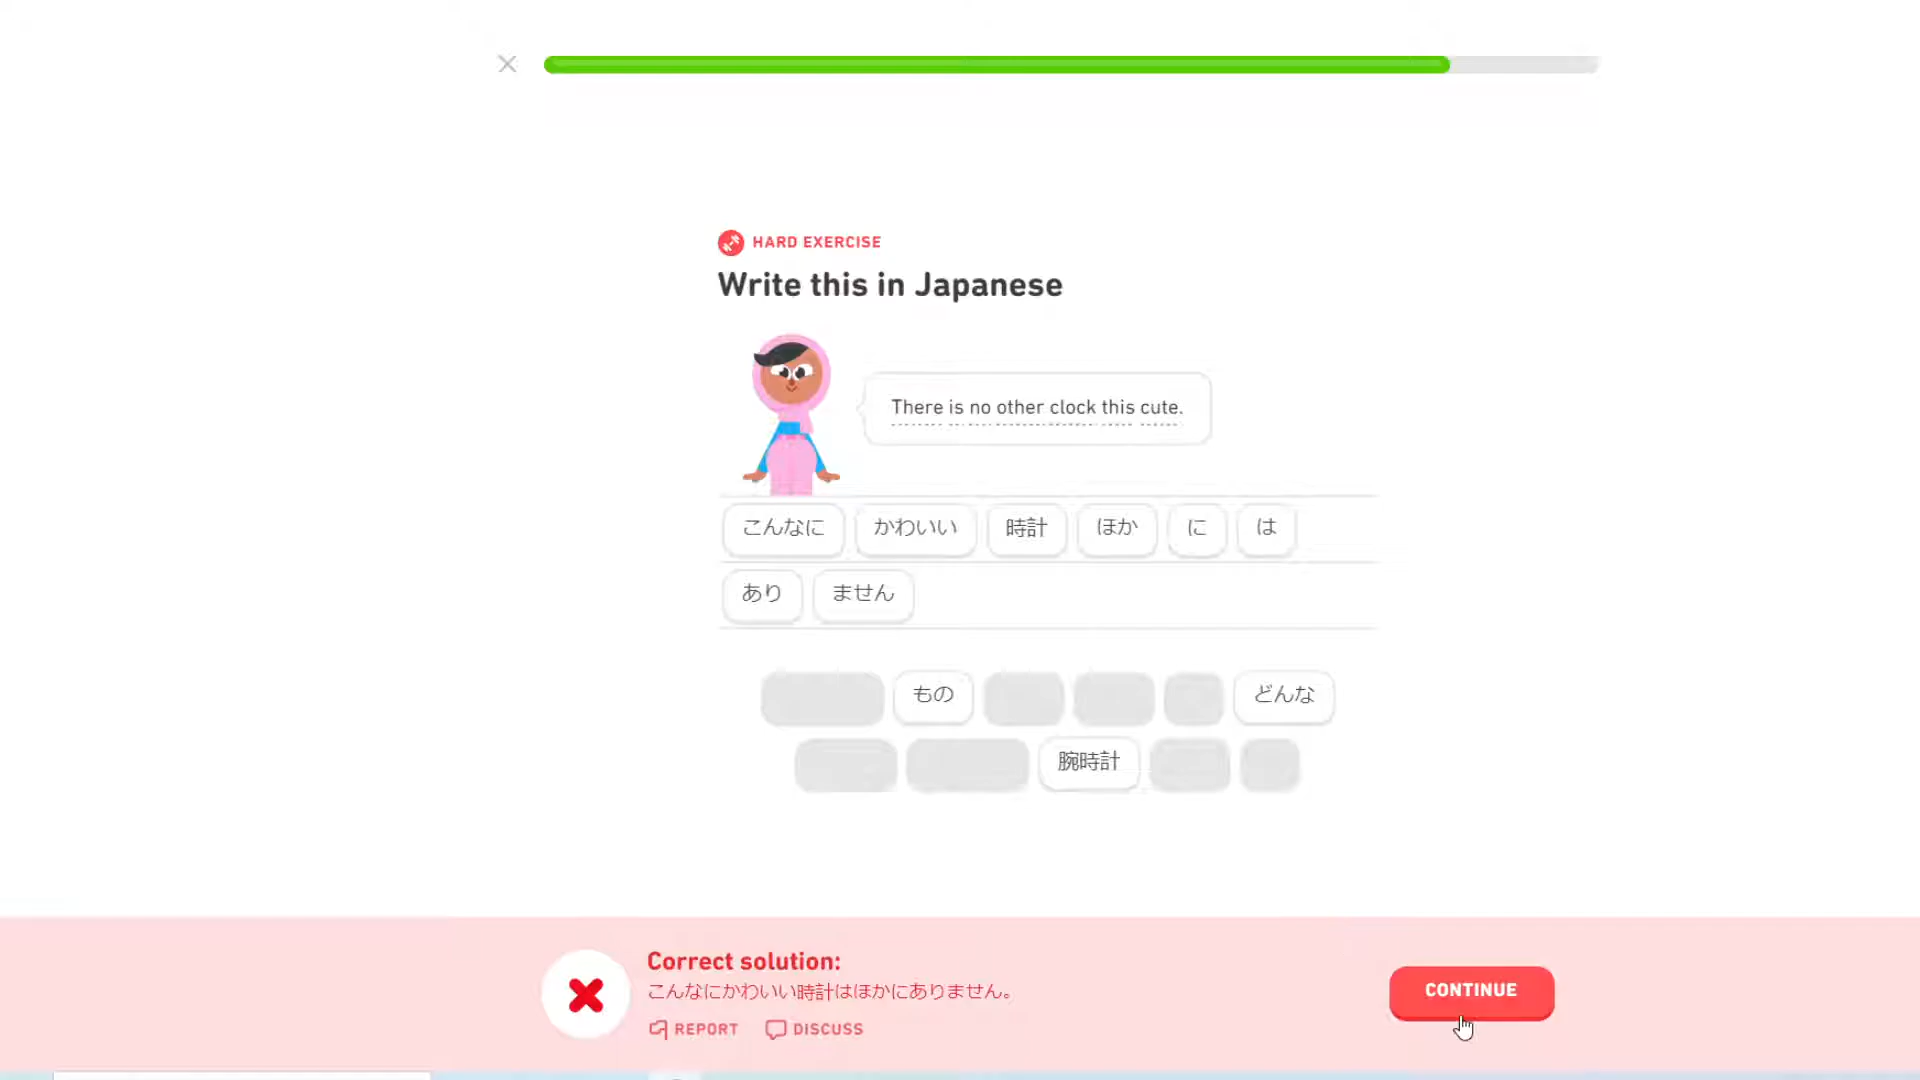 HARD EXERCISE
Write this in Japanese
There is no other clock this cute.
こんなに かわいい 時計 ほか に は
あり ません
もの どんな
腕時計
Correct solution:
こんなにかわいい時計はほかにありません。
REPORT DISCUSS
CONTINUE